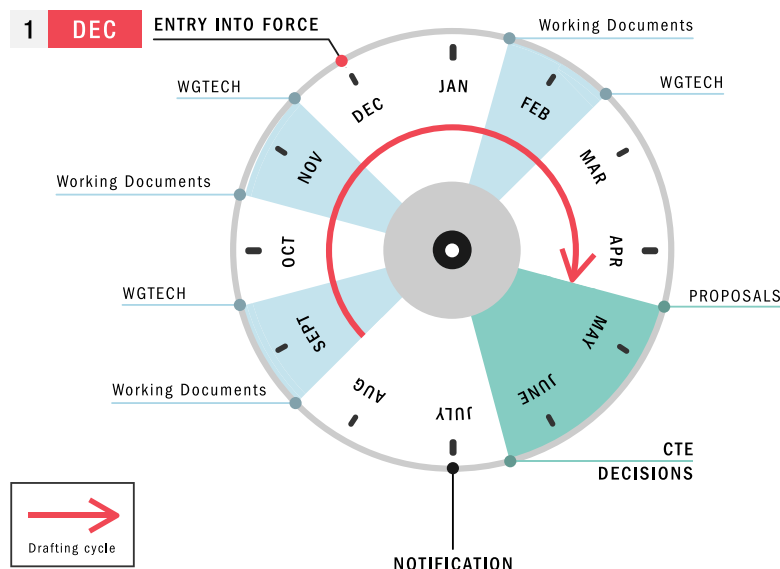 1 DEC
ENTRY INTO FORCE
Working Documents
WGTECH
WGTECH
JAN
FEB
DEC
NOV
MAR
Working Documents
OCT
APR
WGTECH
PROPOSALS
SEPT
MAY
Working Documents
AUG
JUNE
JULY
CTE
DECISIONS
Drafting cycle
NOTIFICATION